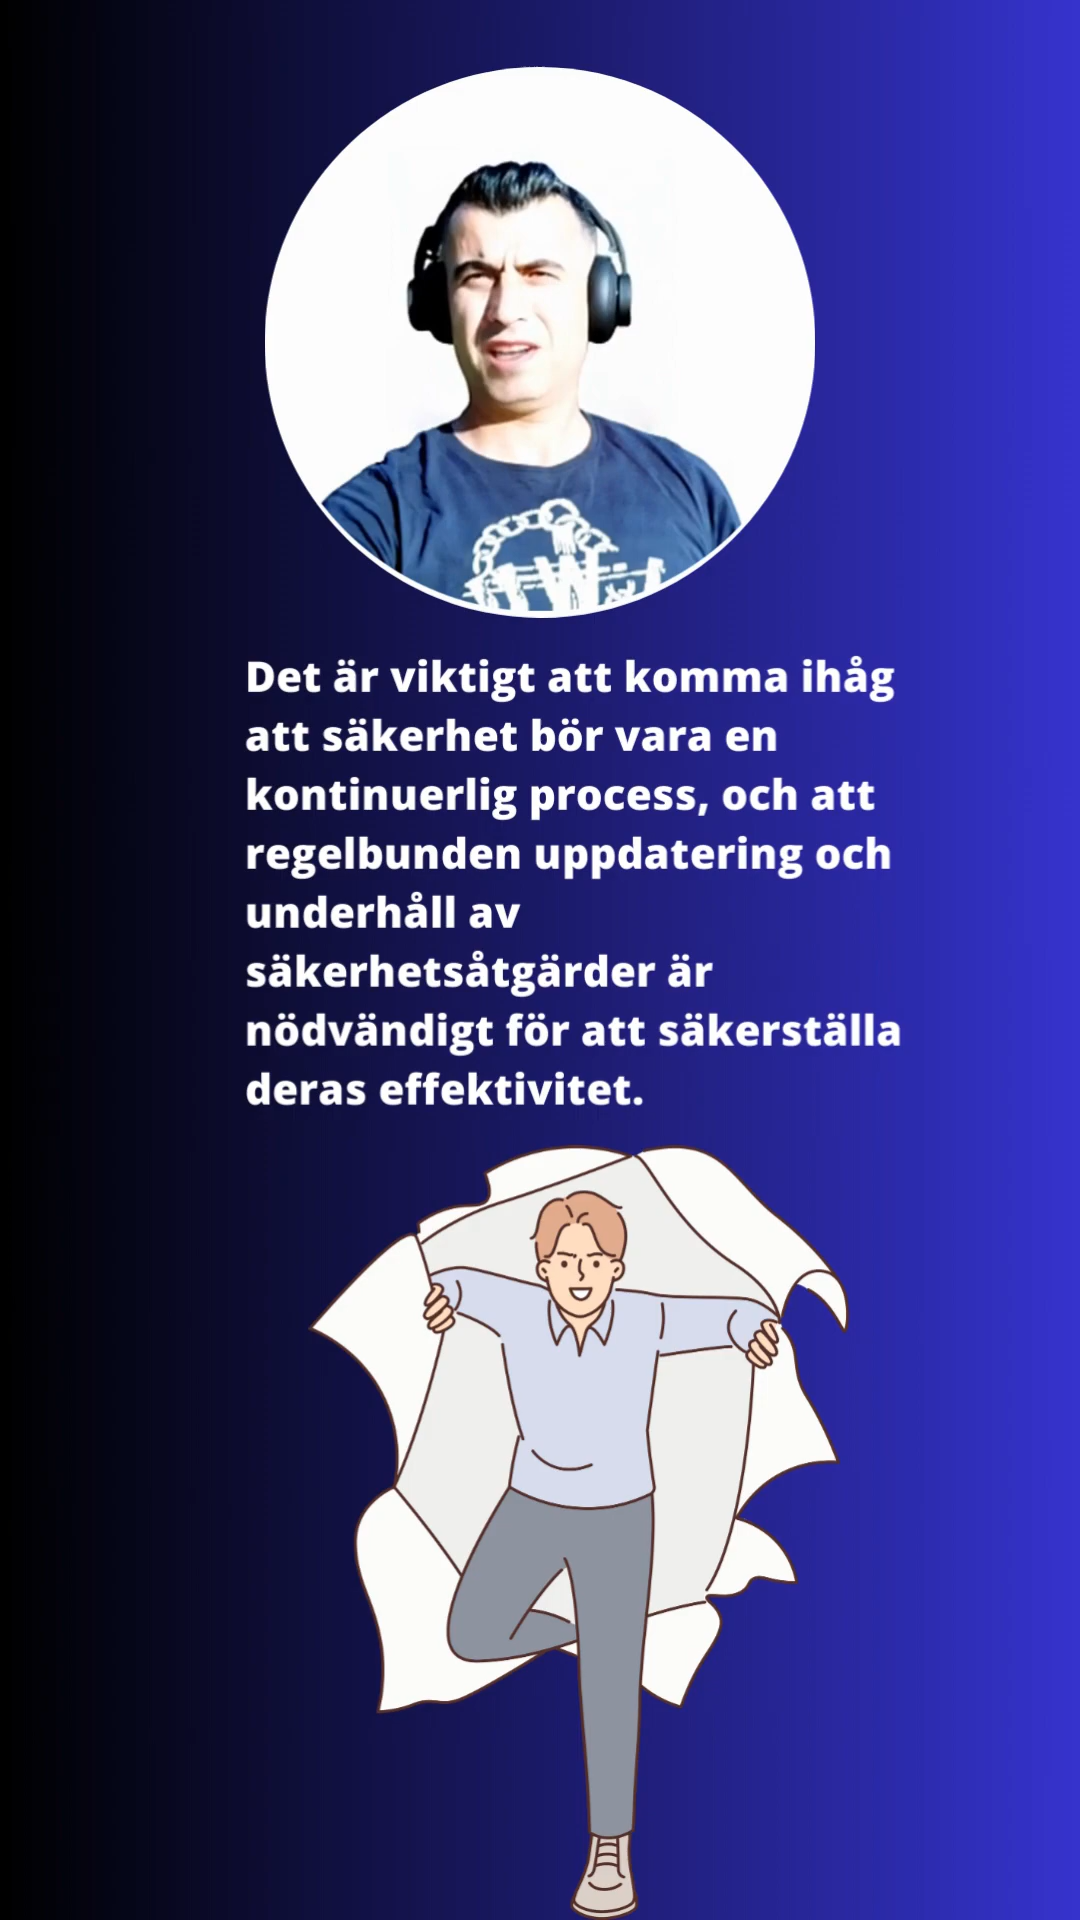 Det är viktigt att komma ihåg
att säkerhet bör vara en
kontinuerlig process, och att
regelbunden uppdatering och
underhåll av
säkerhetsåtgärder är
nödvändigt för att säkerställa
deras effektivitet.